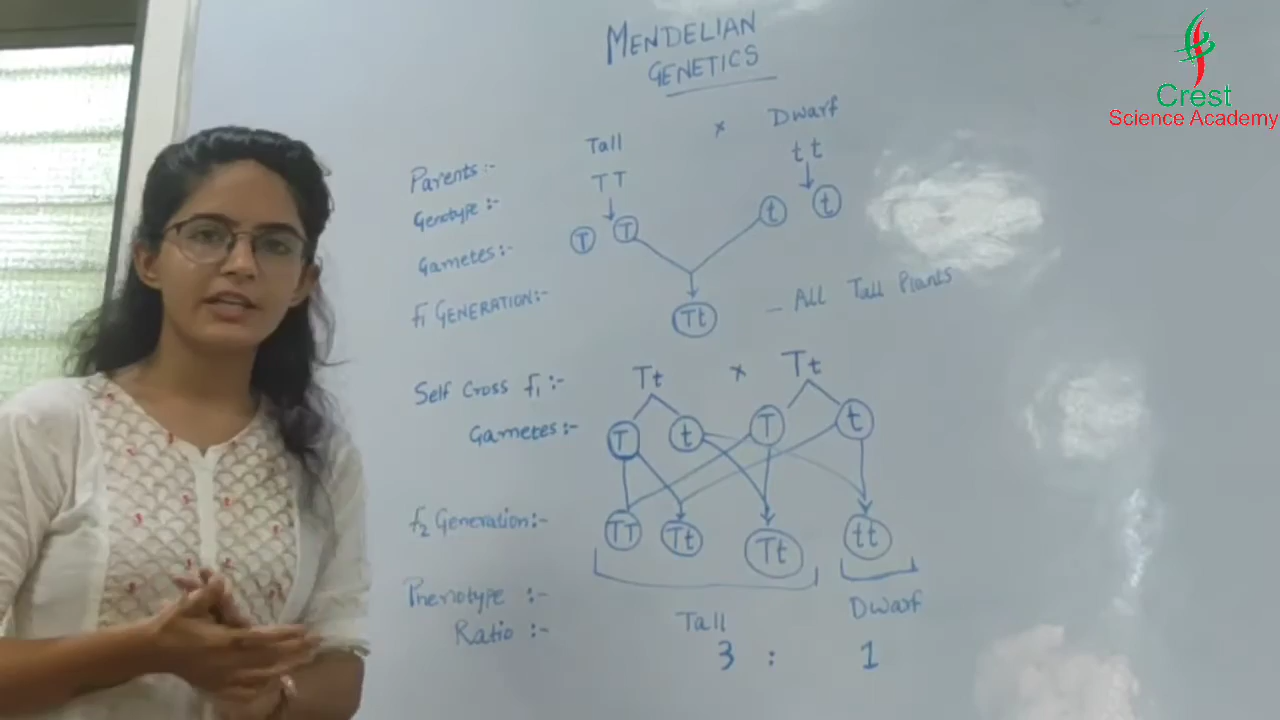 MENDELIAN
GENETICS
Crest
Science Academy
Parents:- Tall x Dwarf
Genotype:- TT tt
Gametes:- T T t t
f1 GENERATION:- Tt - All Tall Plants
Self Cross f1:- Tt x Tt
Gametes:- T t T t
f2 Generation:- TT Tt Tt tt
Phenotype :- Tall Dwarf
Ratio :- 3 : 1